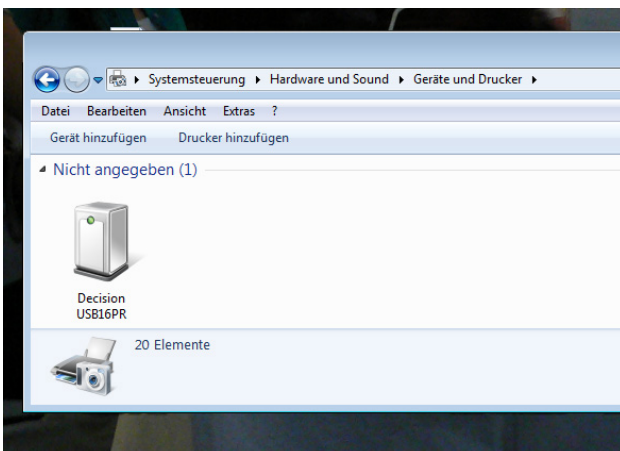 Systemsteuerung Hardware und Sound Geräte und Drucker
Datei Bearbeiten Ansicht Extras ?
Gerät hinzufügen Drucker hinzufügen
Nicht angegeben (1)
Decision
USB16PR
20 Elemente